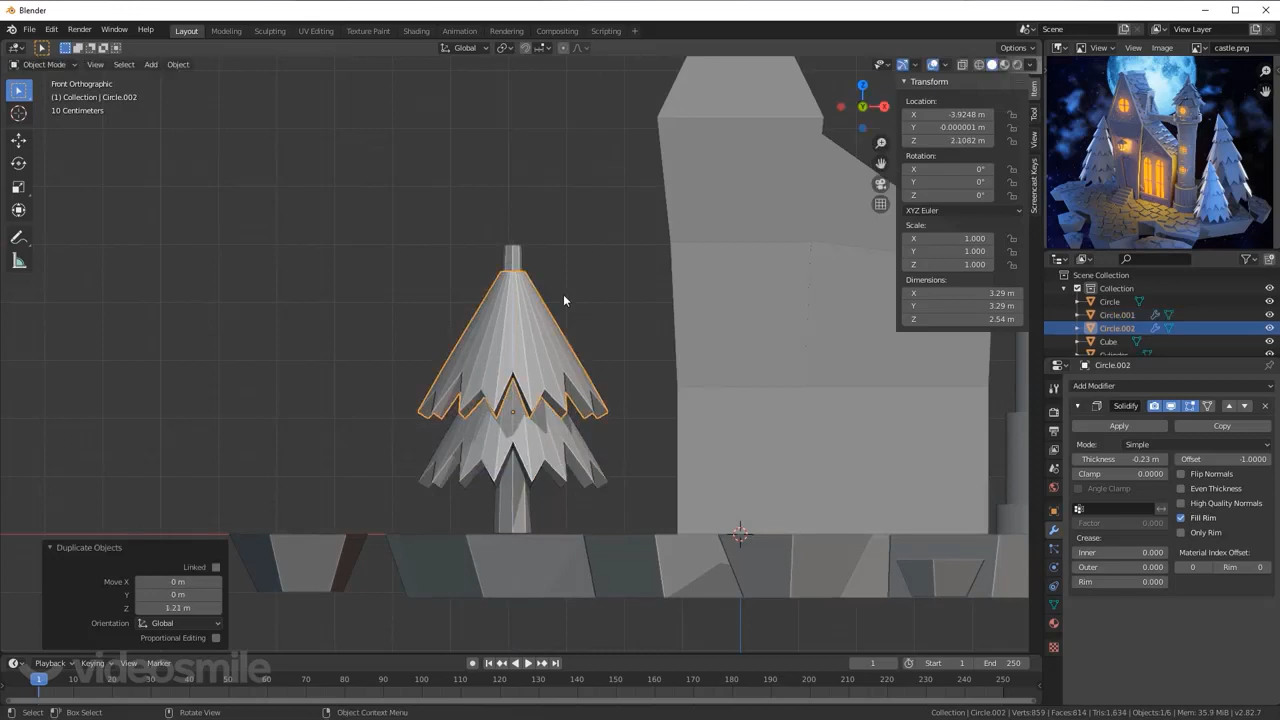 Blender
File Edit Render Window Help Layout Modeling Sculpting UV Editing Texture Paint Shading Animation Rendering Compositing Scripting Scene View Layer
Global Options View View Image castle.png
Object Mode View Select Add Object
Front Orthographic
(1) Collection | Circle.002
10 Centimeters
Transform
Location:
X -3.9248 m
Y -0.000001 m
Z 2.1082 m
Rotation:
X 0°
Y 0°
Z 0°
XYZ Euler
Scale:
X 1.000
Y 1.000
Z 1.000
Dimensions:
X 3.29 m
Y 3.29 m
Z 2.54 m
Item
Tool
View
Screencast Keys
Z
X
Y
Scene Collection
Collection
Circle
Circle.001
Circle.002
Cube
Circle.002
Add Modifier
Solidify
Apply Copy
Mode: Simple
Thickness -0.23 m Offset -1.0000
Clamp 0.0000 Flip Normals
Angle Clamp Even Thickness
High Quality Normals
Factor 0.000 Fill Rim
Only Rim
Crease:
Inner 0.000 Material Index Offset:
Outer 0.000 0 Rim 0
Rim 0.000
Duplicate Objects
Linked
Move X 0 m
Y 0 m
Z 1.21 m
Orientation Global
Proportional Editing
videosmile
Playback Keying View Marker 1 Start 1 End 250
1 10 20 30 40 50 60 70 80 90 100 110 120 130 140 150 160 170 180 190 200 210 220 230 240 250
Select Box Select Rotate View Object Context Menu Collection | Circle.002 | Verts:859 | Faces:814 | Tris:1,634 | Objects:1/6 | Mem: 35.9 MiB | v2.82.7